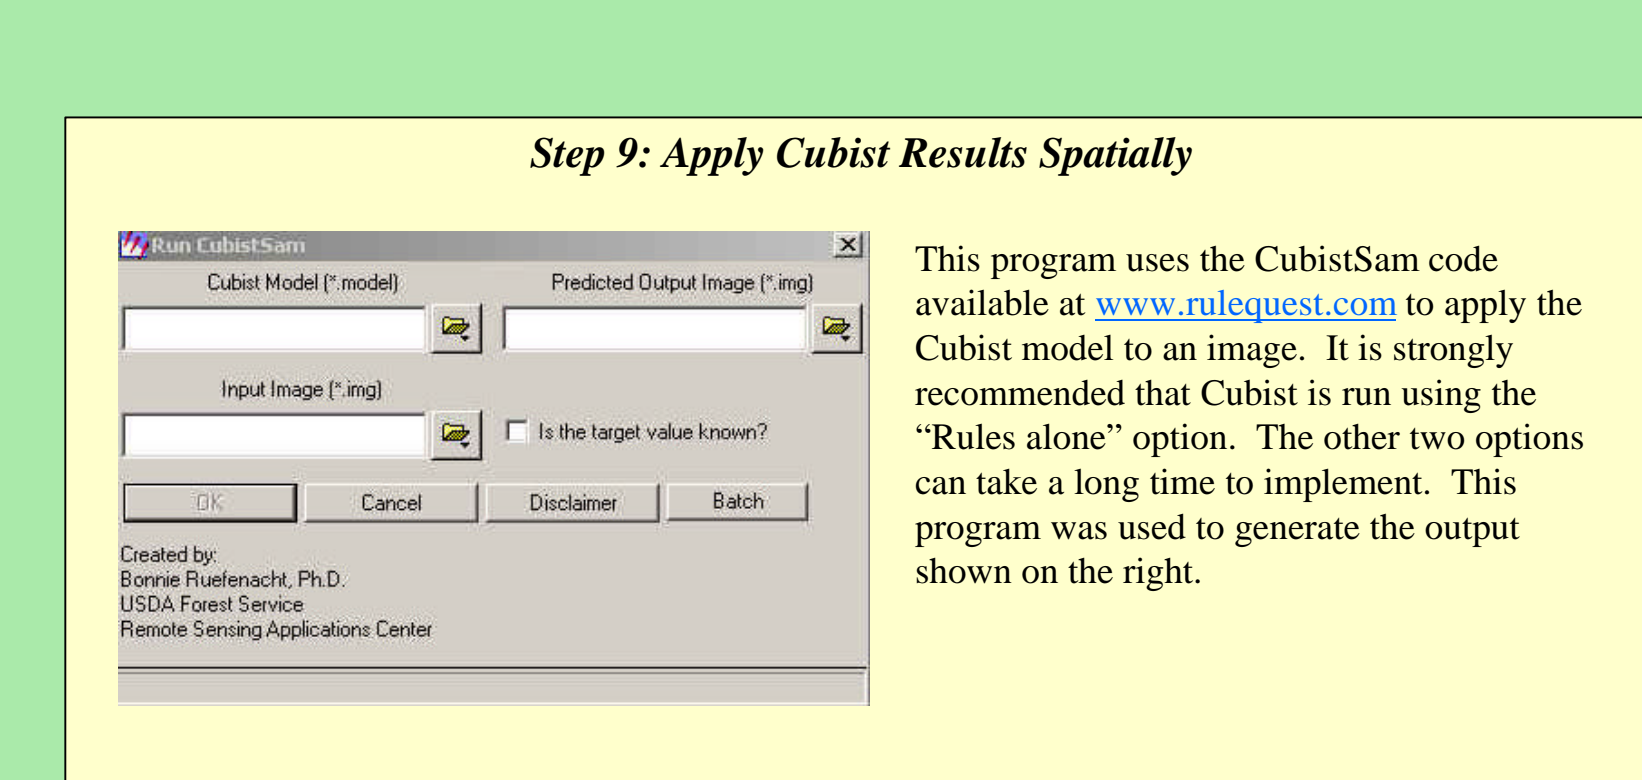 Step 9: Apply Cubist Results Spatially
Run CubistSam
Cubist Model (*.model)
Predicted Output Image (*.img)
Input Image (*.img)
Is the target value known?
OK
Cancel
Disclaimer
Batch
Created by:
Bonnie Ruefenacht, Ph.D.
USDA Forest Service
Remote Sensing Applications Center
This program uses the CubistSam code
available at www.rulequest.com to apply the
Cubist model to an image.  It is strongly
recommended that Cubist is run using the
“Rules alone” option.  The other two options
can take a long time to implement.  This
program was used to generate the output
shown on the right.